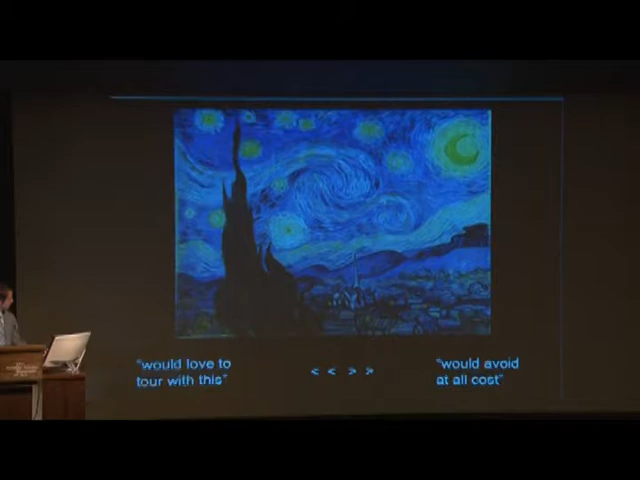 "would love to
tour with this"
< < > >
"would avoid
at all cost"